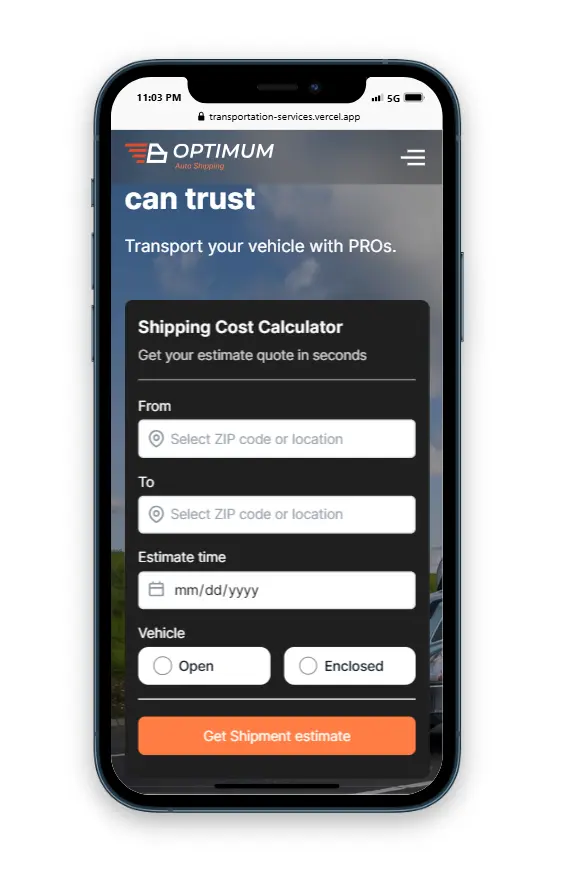 11:03 PM
5G
transportation-services.vercel.app
OPTIMUM
Auto Shipping
can trust
Transport your vehicle with PROs.
Shipping Cost Calculator
Get your estimate quote in seconds
From
Select ZIP code or location
To
Select ZIP code or location
Estimate time
mm/dd/yyyy
Vehicle
Open
Enclosed
Get Shipment estimate